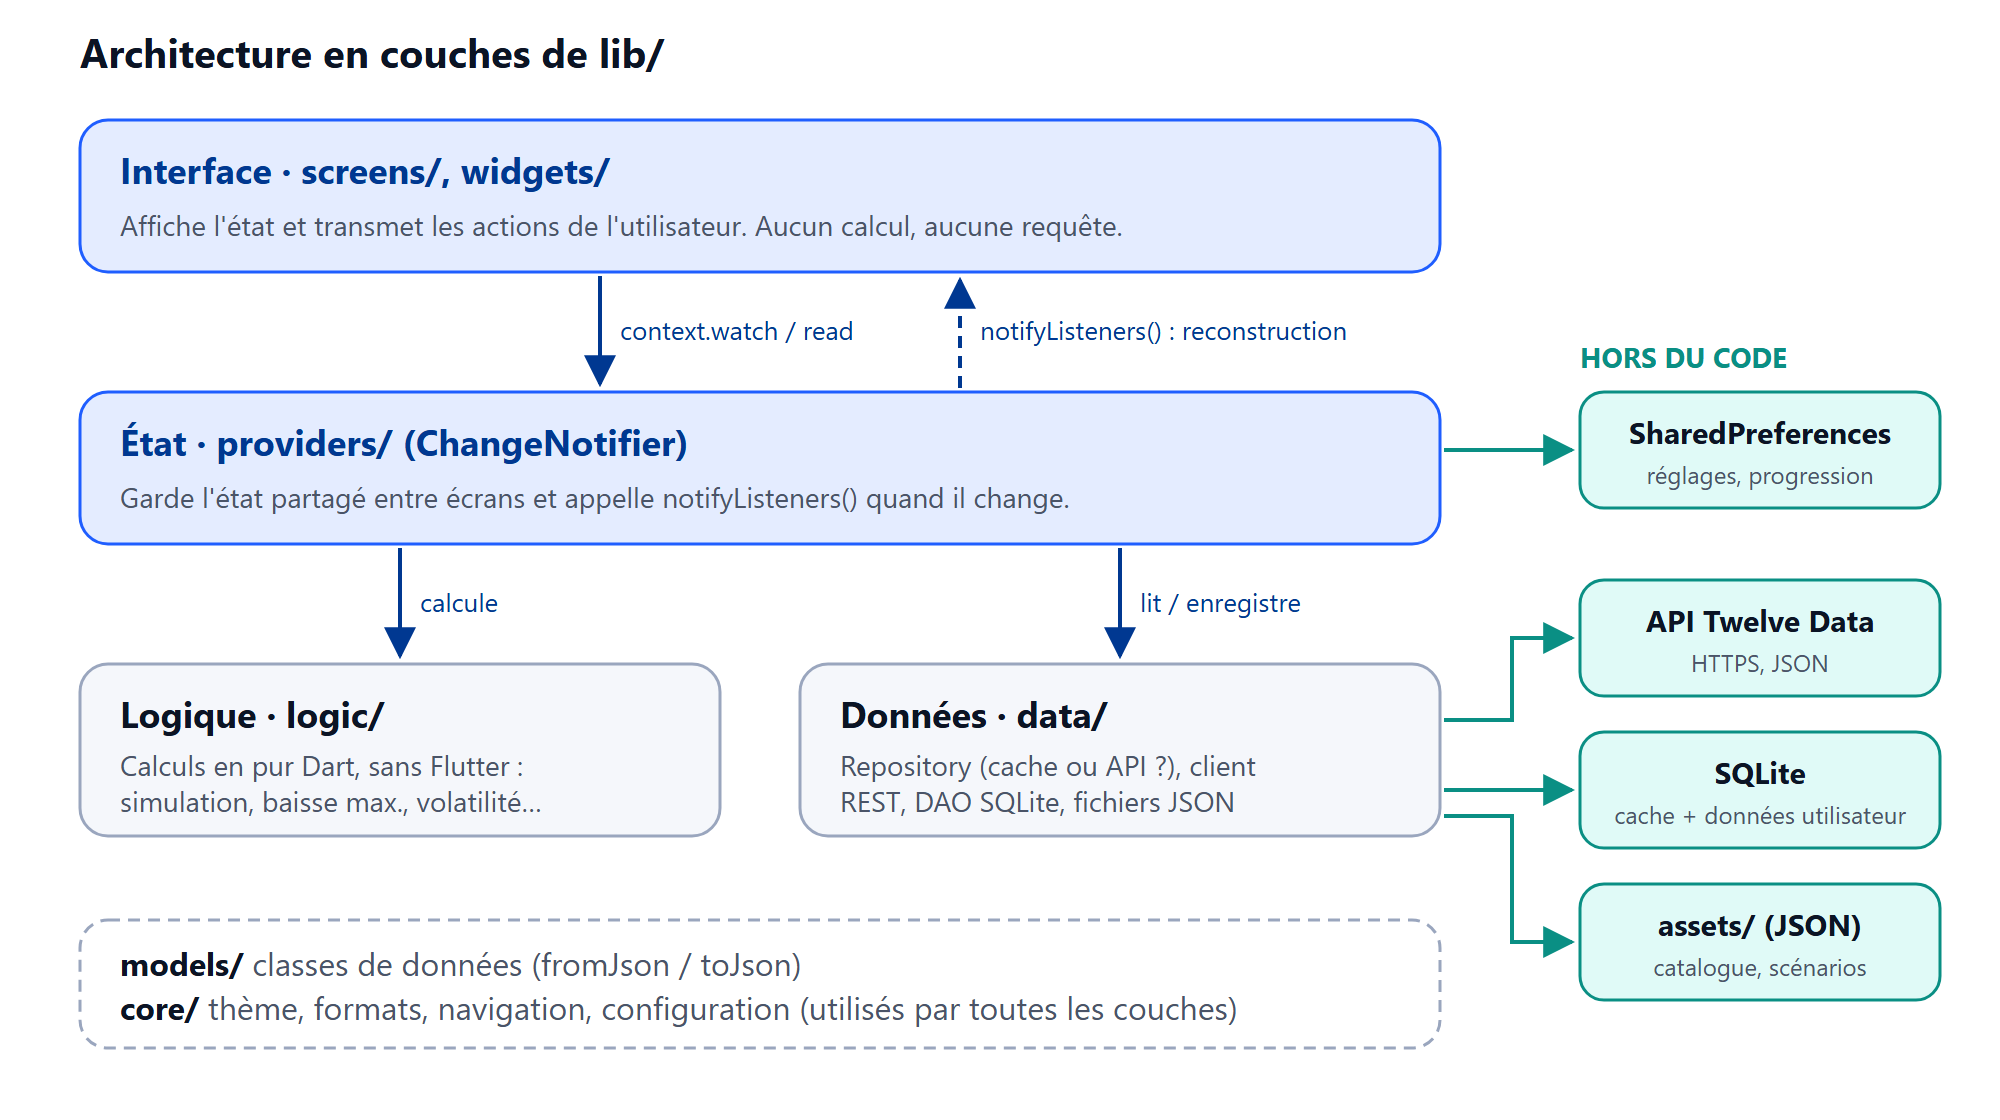 Architecture en couches de lib/
Interface · screens/, widgets/
Affiche l'état et transmet les actions de l'utilisateur. Aucun calcul, aucune requête.
context.watch / read
notifyListeners() : reconstruction
HORS DU CODE
État · providers/ (ChangeNotifier)
Garde l'état partagé entre écrans et appelle notifyListeners() quand il change.
SharedPreferences
réglages, progression
calcule
lit / enregistre
API Twelve Data
HTTPS, JSON
Logique · logic/
Calculs en pur Dart, sans Flutter :
simulation, baisse max., volatilité…
Données · data/
Repository (cache ou API ?), client
REST, DAO SQLite, fichiers JSON
SQLite
cache + données utilisateur
assets/ (JSON)
catalogue, scénarios
models/ classes de données (fromJson / toJson)
core/ thème, formats, navigation, configuration (utilisés par toutes les couches)